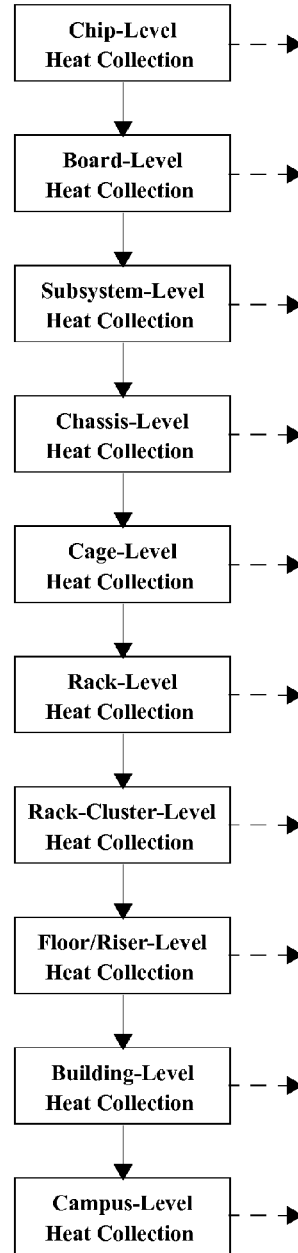 Chip-Level
Heat Collection
Board-Level
Heat Collection
Subsystem-Level
Heat Collection
Chassis-Level
Heat Collection
Cage-Level
Heat Collection
Rack-Level
Heat Collection
Rack-Cluster-Level
Heat Collection
Floor/Riser-Level
Heat Collection
Building-Level
Heat Collection
Campus-Level
Heat Collection